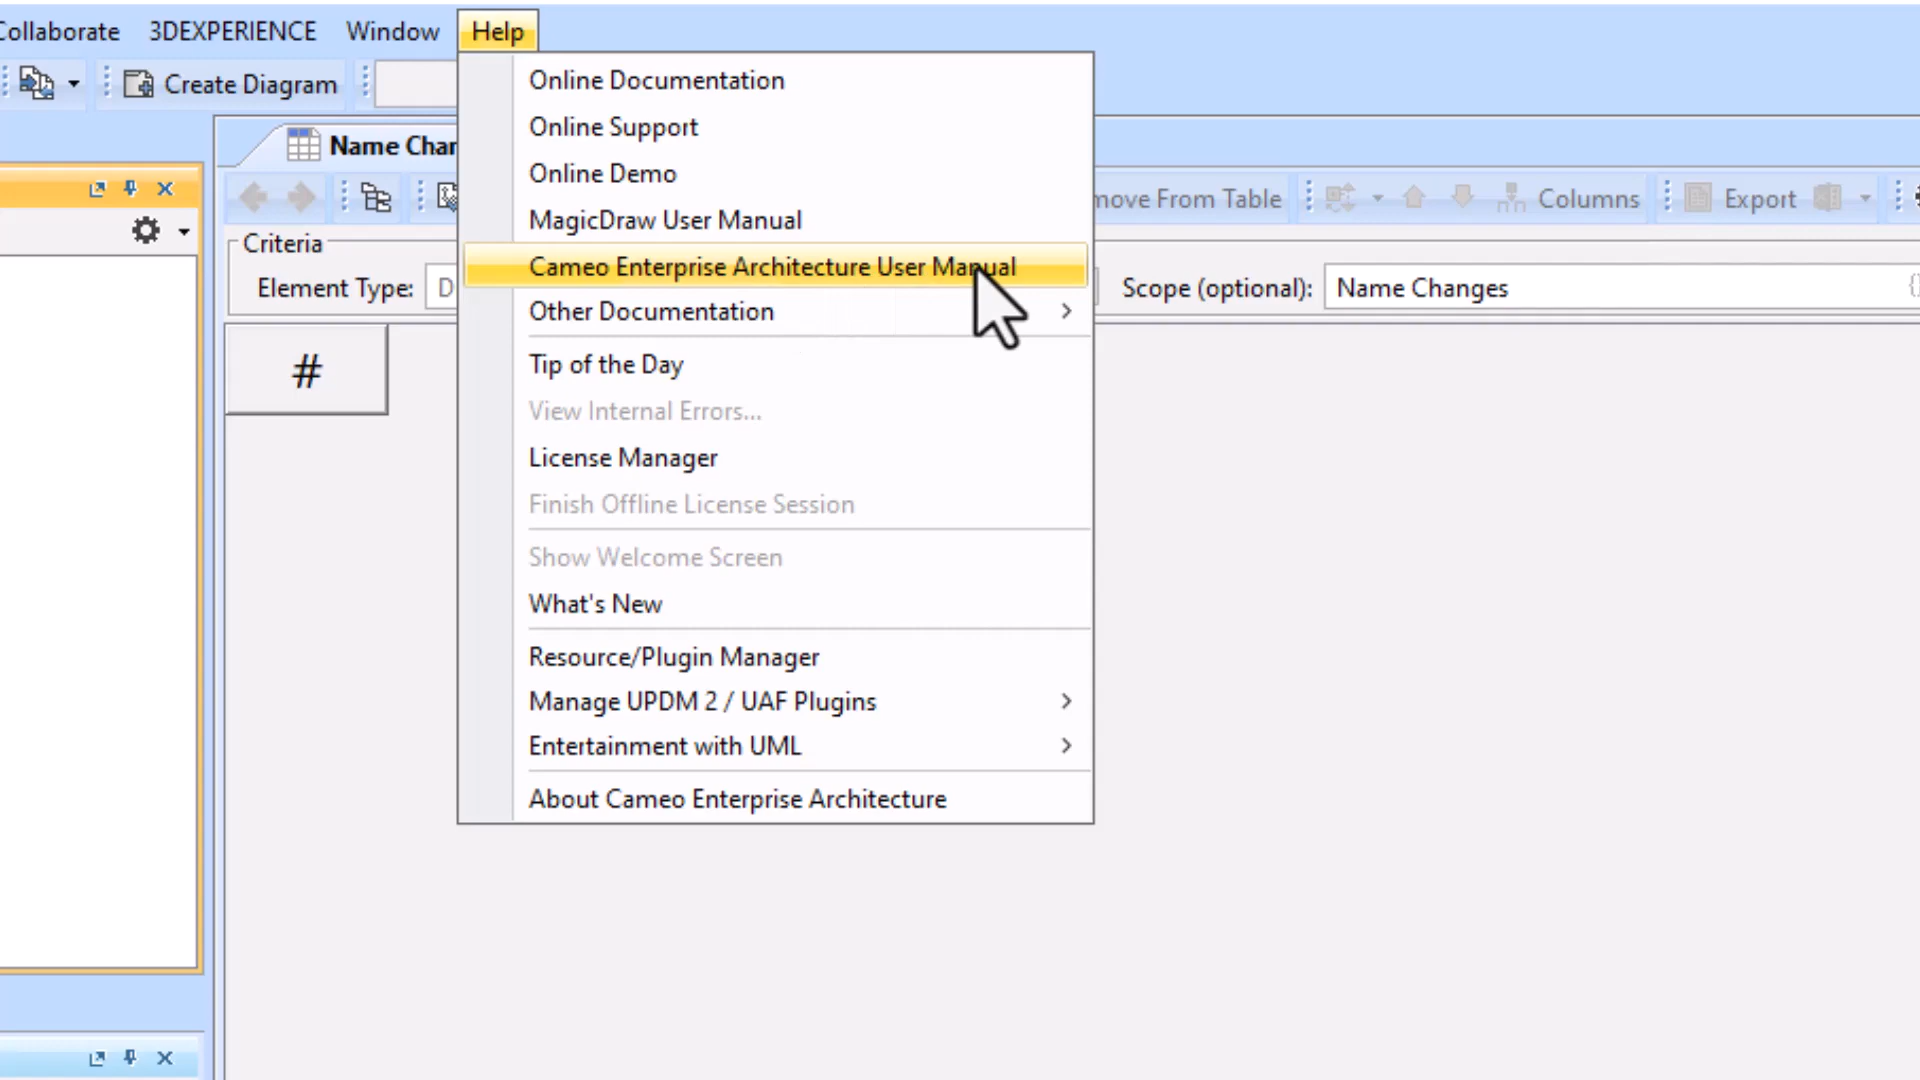 Collaborate 3DEXPERIENCE Window Help
Create Diagram
Online Documentation
Online Support
Name Chan
Online Demo
MagicDraw User Manual
move From Table Columns Export
Criteria
Cameo Enterprise Architecture User Manual
Element Type: D Scope (optional): Name Changes
Other Documentation
#
Tip of the Day
View Internal Errors...
License Manager
Finish Offline License Session
Show Welcome Screen
What's New
Resource/Plugin Manager
Manage UPDM 2 / UAF Plugins
Entertainment with UML
About Cameo Enterprise Architecture